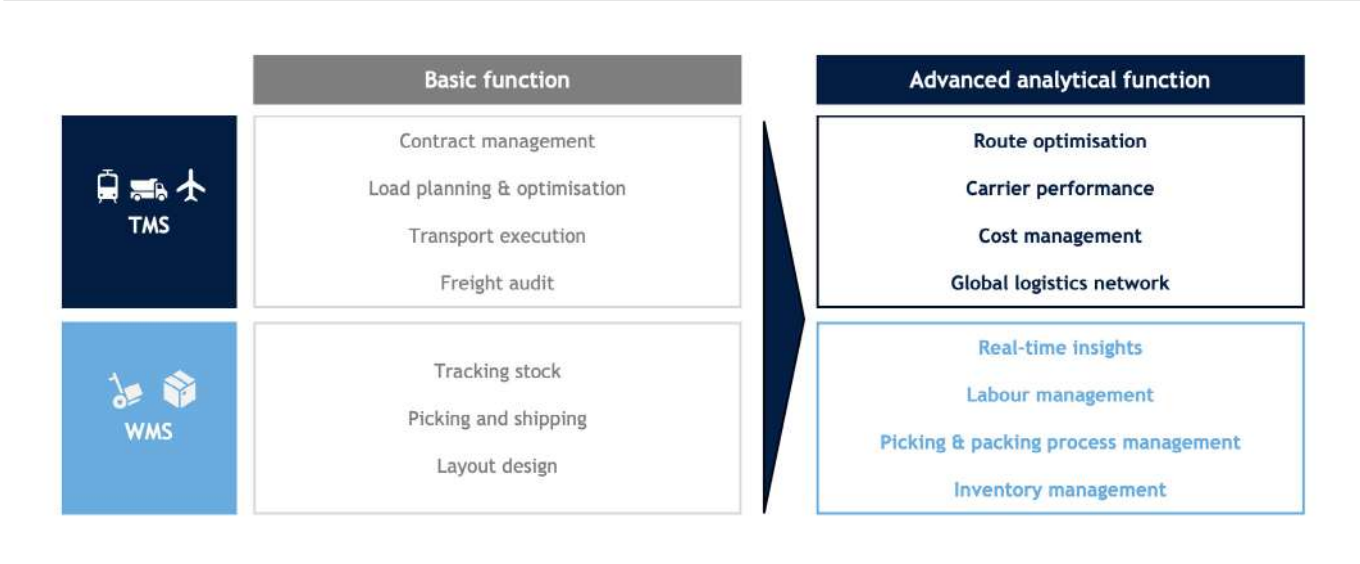 Basic function
Advanced analytical function
TMS
Contract management
Load planning & optimisation
Transport execution
Freight audit
Route optimisation
Carrier performance
Cost management
Global logistics network
WMS
Tracking stock
Picking and shipping
Layout design
Real-time insights
Labour management
Picking & packing process management
Inventory management